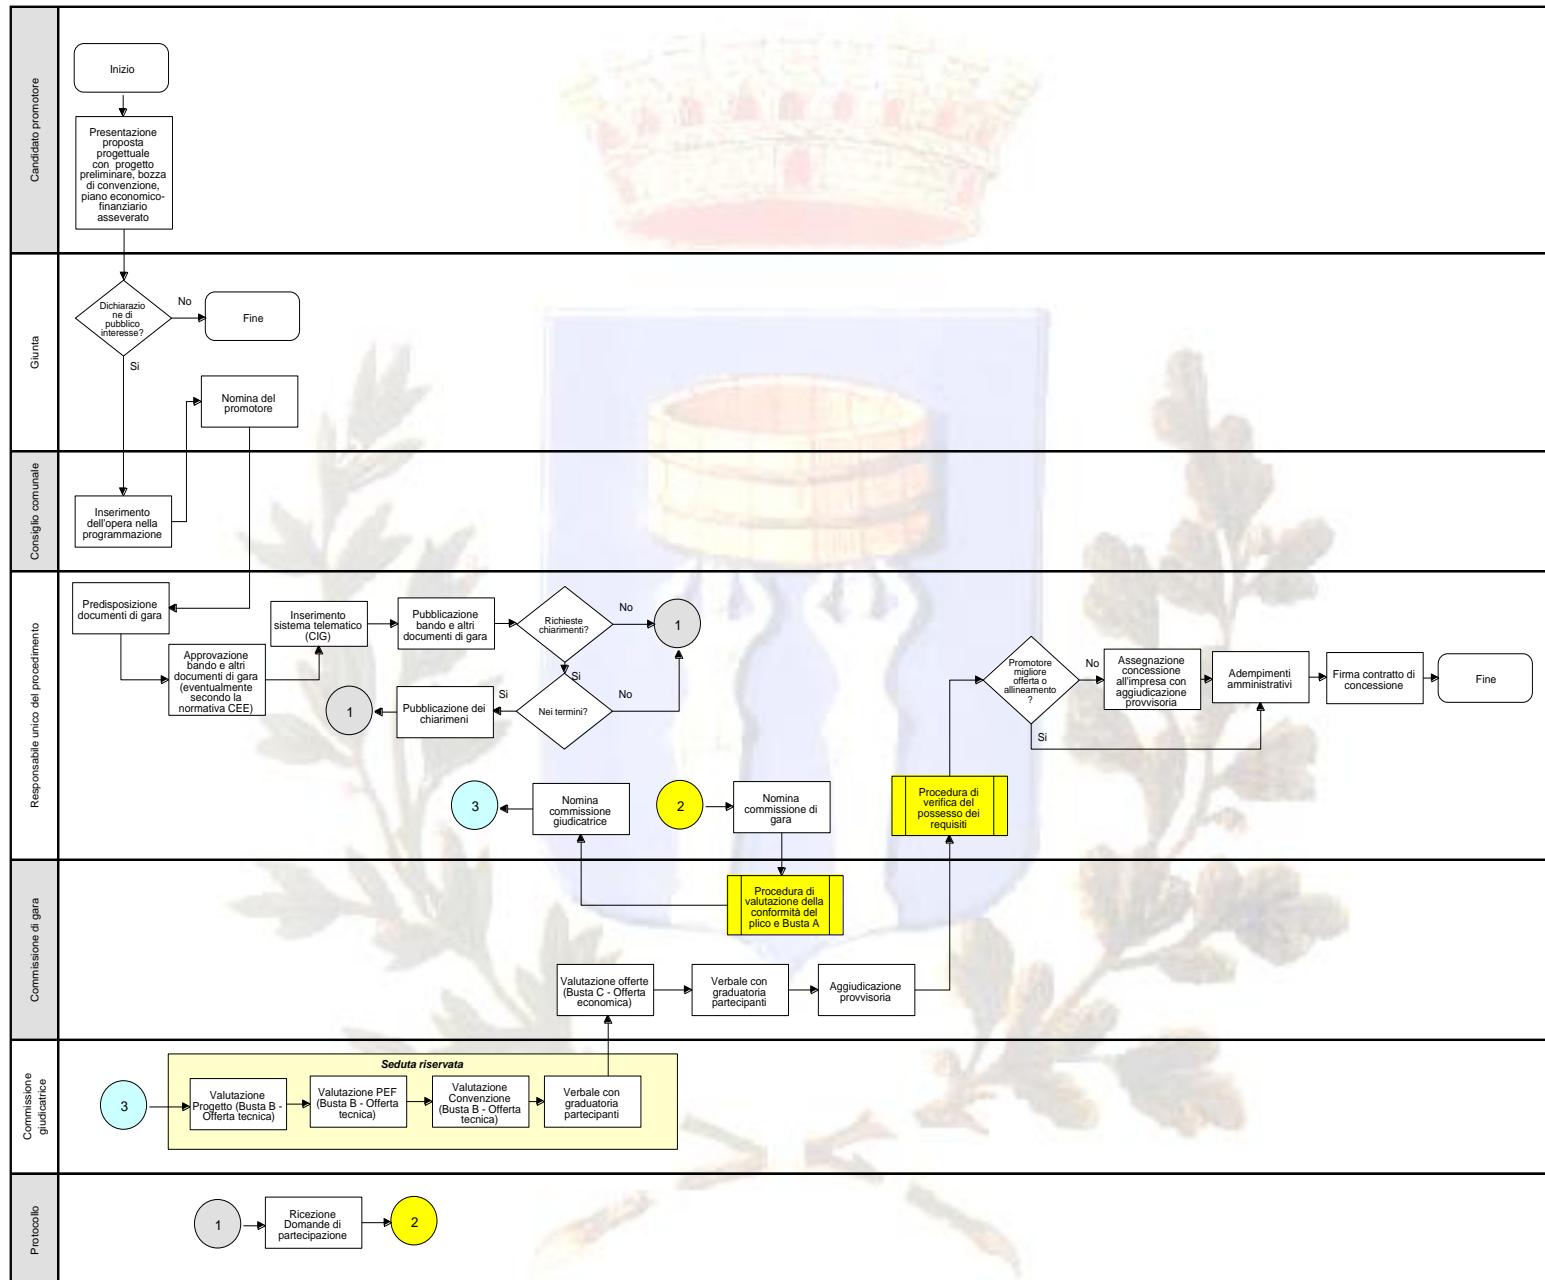 Candidato promotore
Inizio
Presentazione
proposta
progettuale
con progetto
preliminare, bozza
di convenzione,
piano economico-
finanziario
asseverato
Giunta
Dichiarazio
ne di
pubblico
interesse?
No
Fine
Si
Nomina del
promotore
Consiglio comunale
Inserimento
dell'opera nella
programmazione
Responsabile unico del procedimento
Predisposizione
documenti di gara
Approvazione
bando e altri
documenti di gara
(eventualmente
secondo la
normativa CEE)
Inserimento
sistema telematico
(CIG)
Pubblicazione
bando e altri
documenti di gara
Richieste
chiarimenti?
No
1
Si
Nei termini?
No
Si
Pubblicazione dei
chiarimeni
1
Promotore
migliore
offerta o
allineamento
?
No
Si
Assegnazione
concessione
all'impresa con
aggiudicazione
provvisoria
Adempimenti
amministrativi
Firma contratto di
concessione
Fine
3
Nomina
commissione
giudicatrice
2
Nomina
commissione di
gara
Procedura di
verifica del
possesso dei
requisiti
Commissione di gara
Procedura di
valutazione della
conformità del
plico e Busta A
Valutazione offerte
(Busta C - Offerta
economica)
Verbale con
graduatoria
partecipanti
Aggiudicazione
provvisoria
Commissione
giudicatrice
Seduta riservata
3
Valutazione
Progetto (Busta B -
Offerta tecnica)
Valutazione PEF
(Busta B - Offerta
tecnica)
Valutazione
Convenzione
(Busta B - Offerta
tecnica)
Verbale con
graduatoria
partecipanti
Protocollo
1
Ricezione
Domande di
partecipazione
2